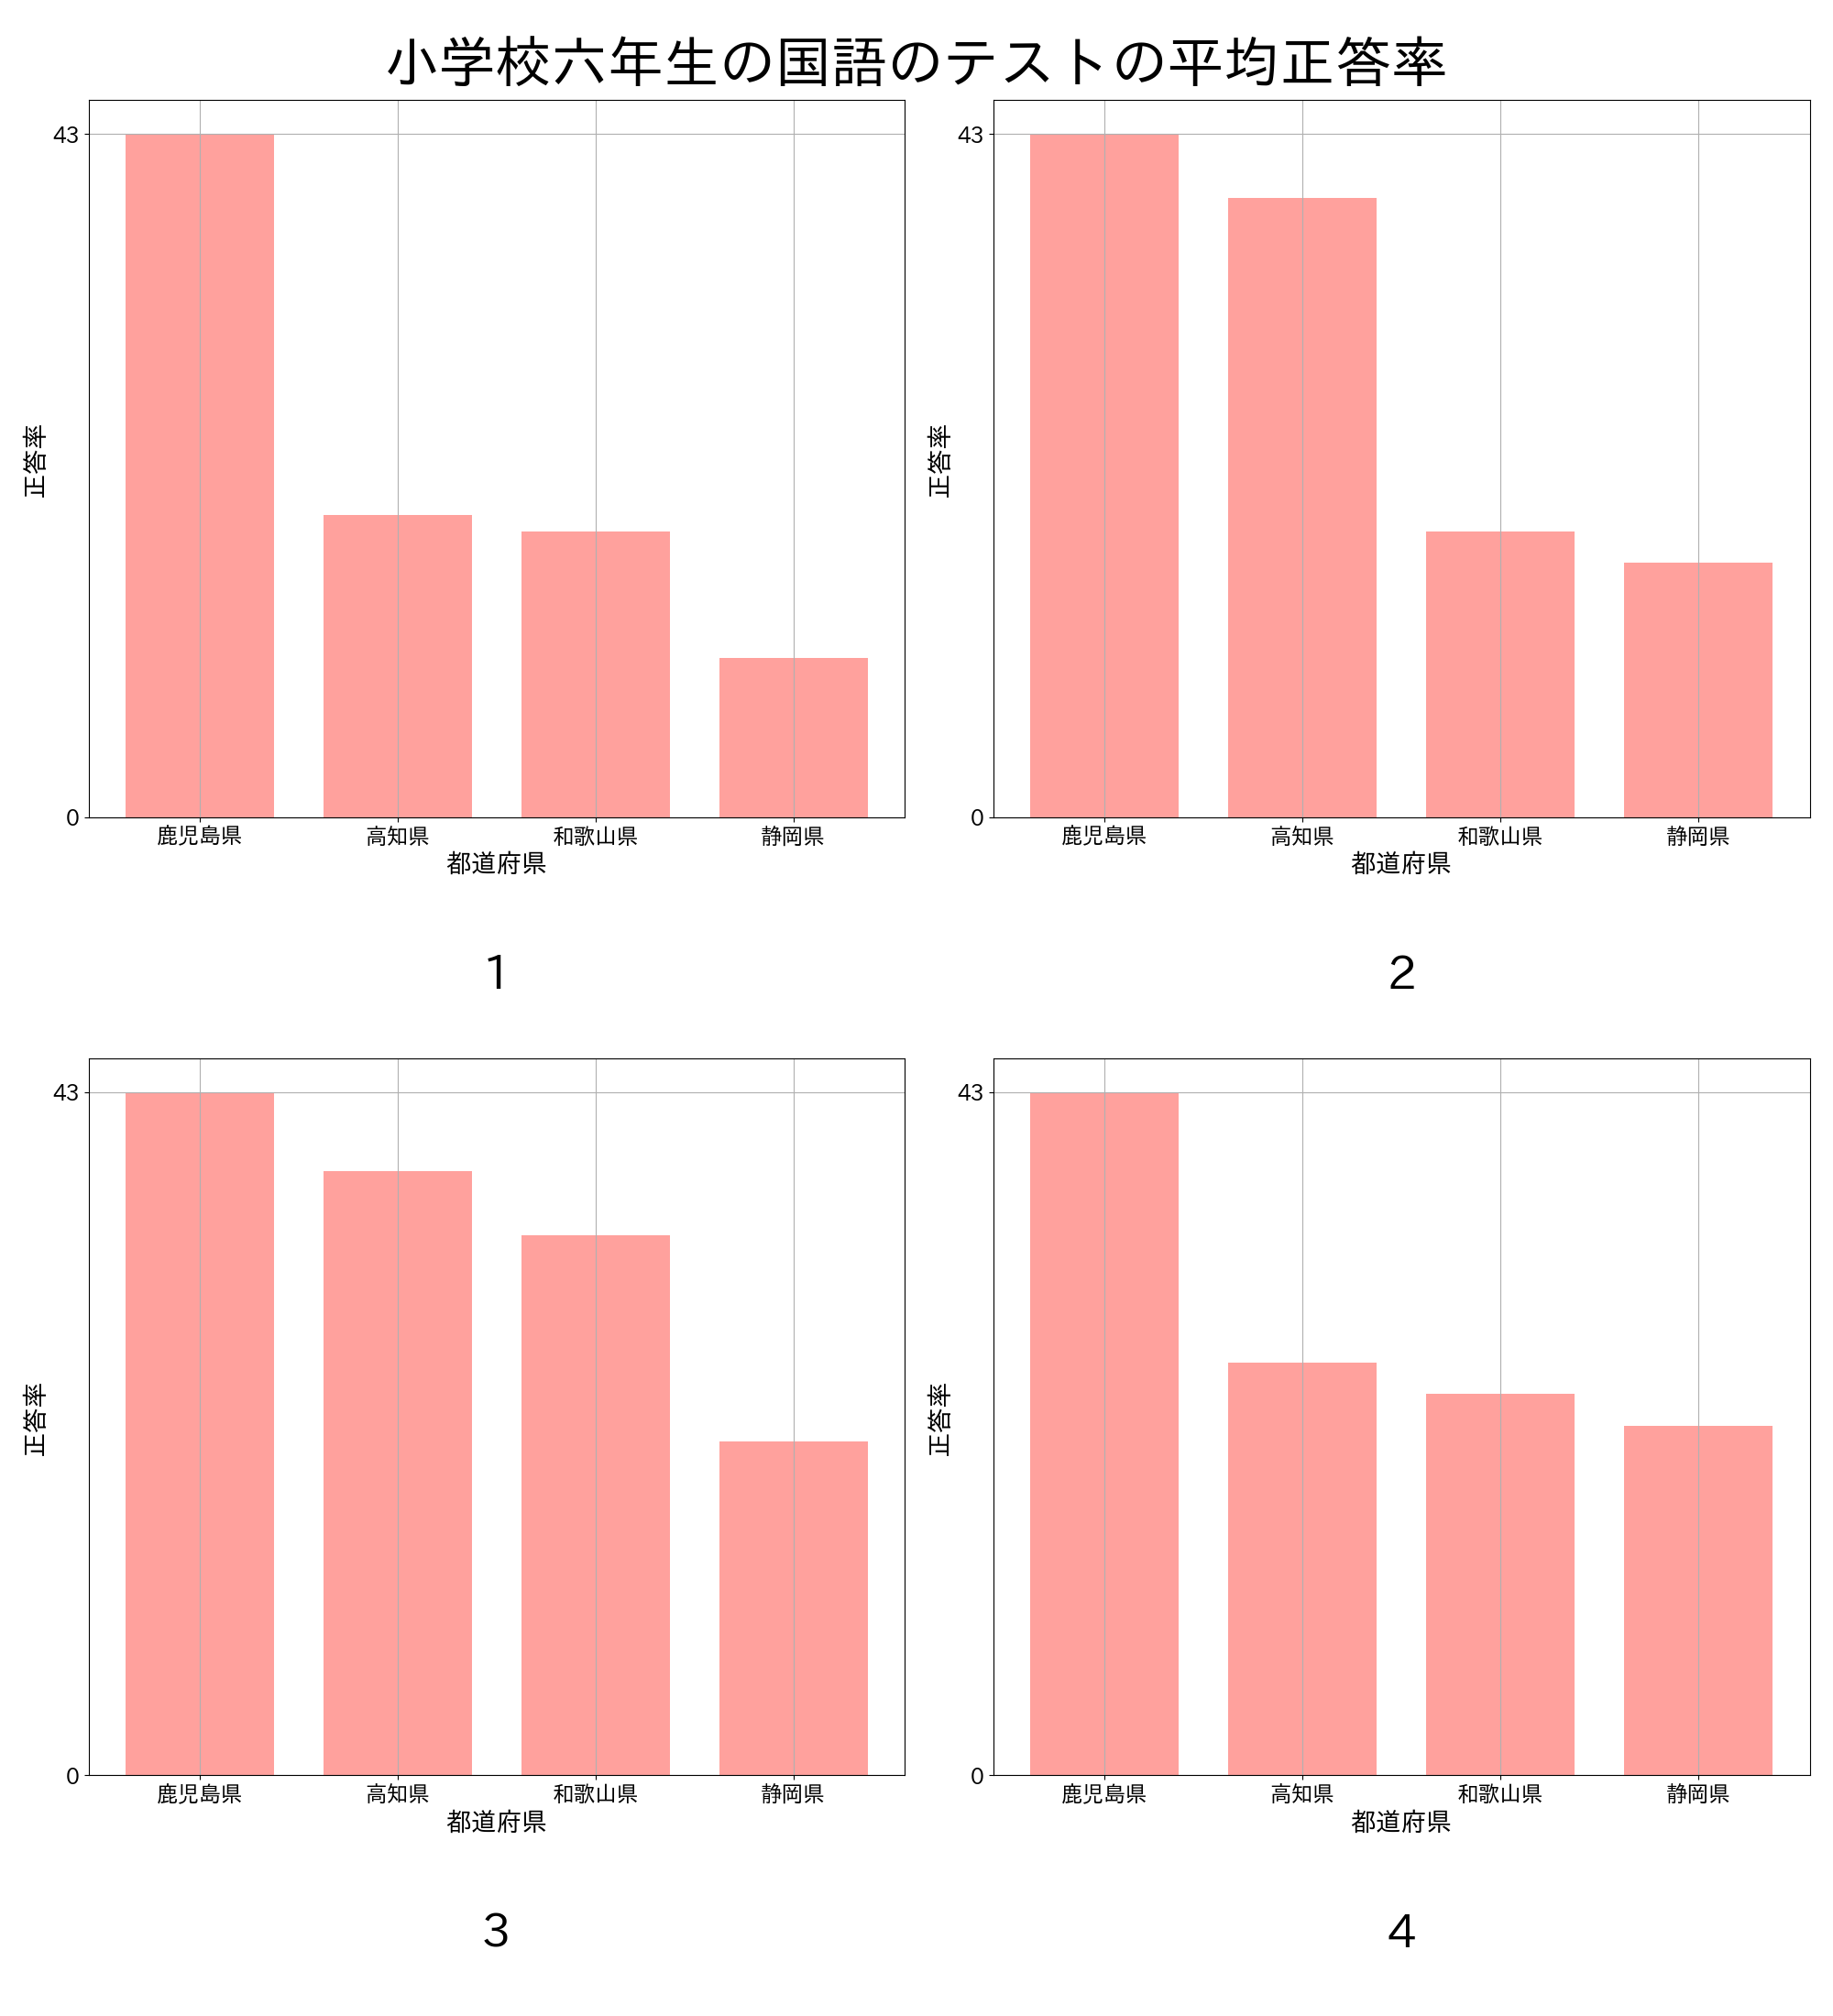 小学校六年生の国語のテストの平均正答率
43
0
正答率
鹿児島県 高知県 和歌山県 静岡県
都道府県
1
43
0
正答率
鹿児島県 高知県 和歌山県 静岡県
都道府県
2
43
0
正答率
鹿児島県 高知県 和歌山県 静岡県
都道府県
3
43
0
正答率
鹿児島県 高知県 和歌山県 静岡県
都道府県
4